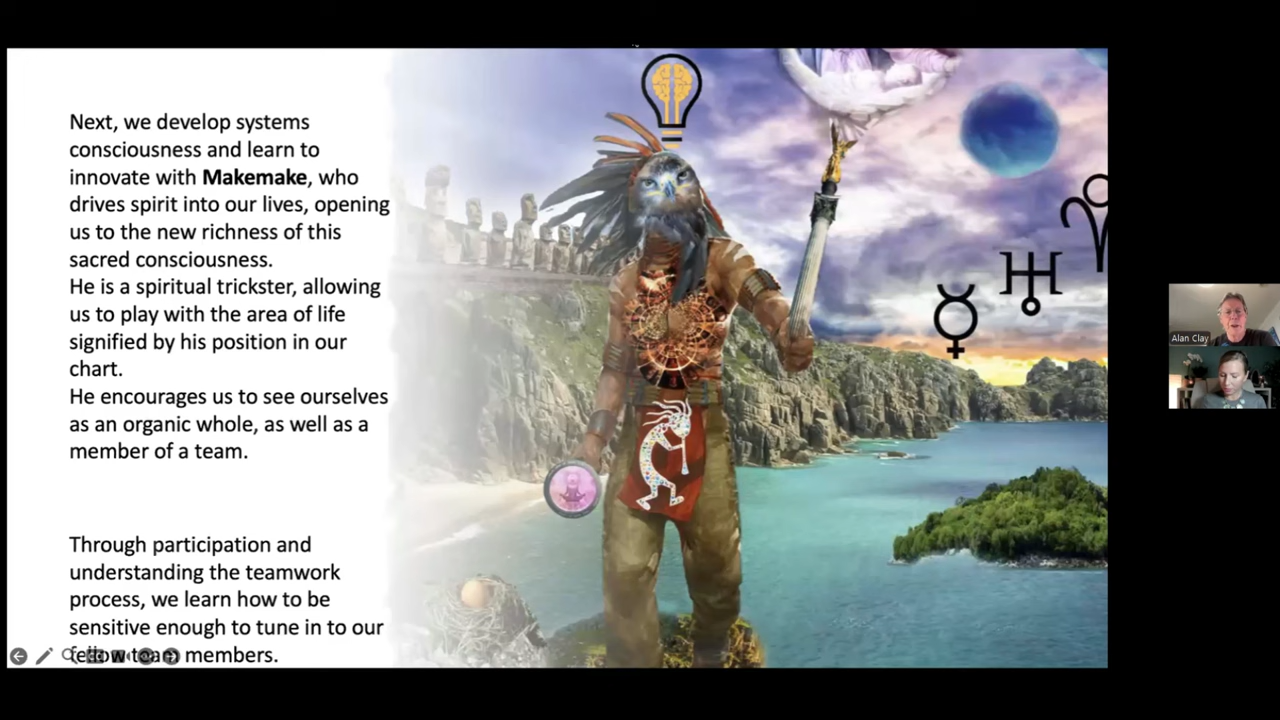 Next, we develop systems
consciousness and learn to
innovate with Makemake, who
drives spirit into our lives, opening
us to the new richness of this
sacred consciousness.
He is a spiritual trickster, allowing
us to play with the area of life
signified by his position in our
chart.
He encourages us to see ourselves
as an organic whole, as well as a
member of a team.
Through participation and
understanding the teamwork
process, we learn how to be
sensitive enough to tune in to our
fellow team members.
Alan Clay